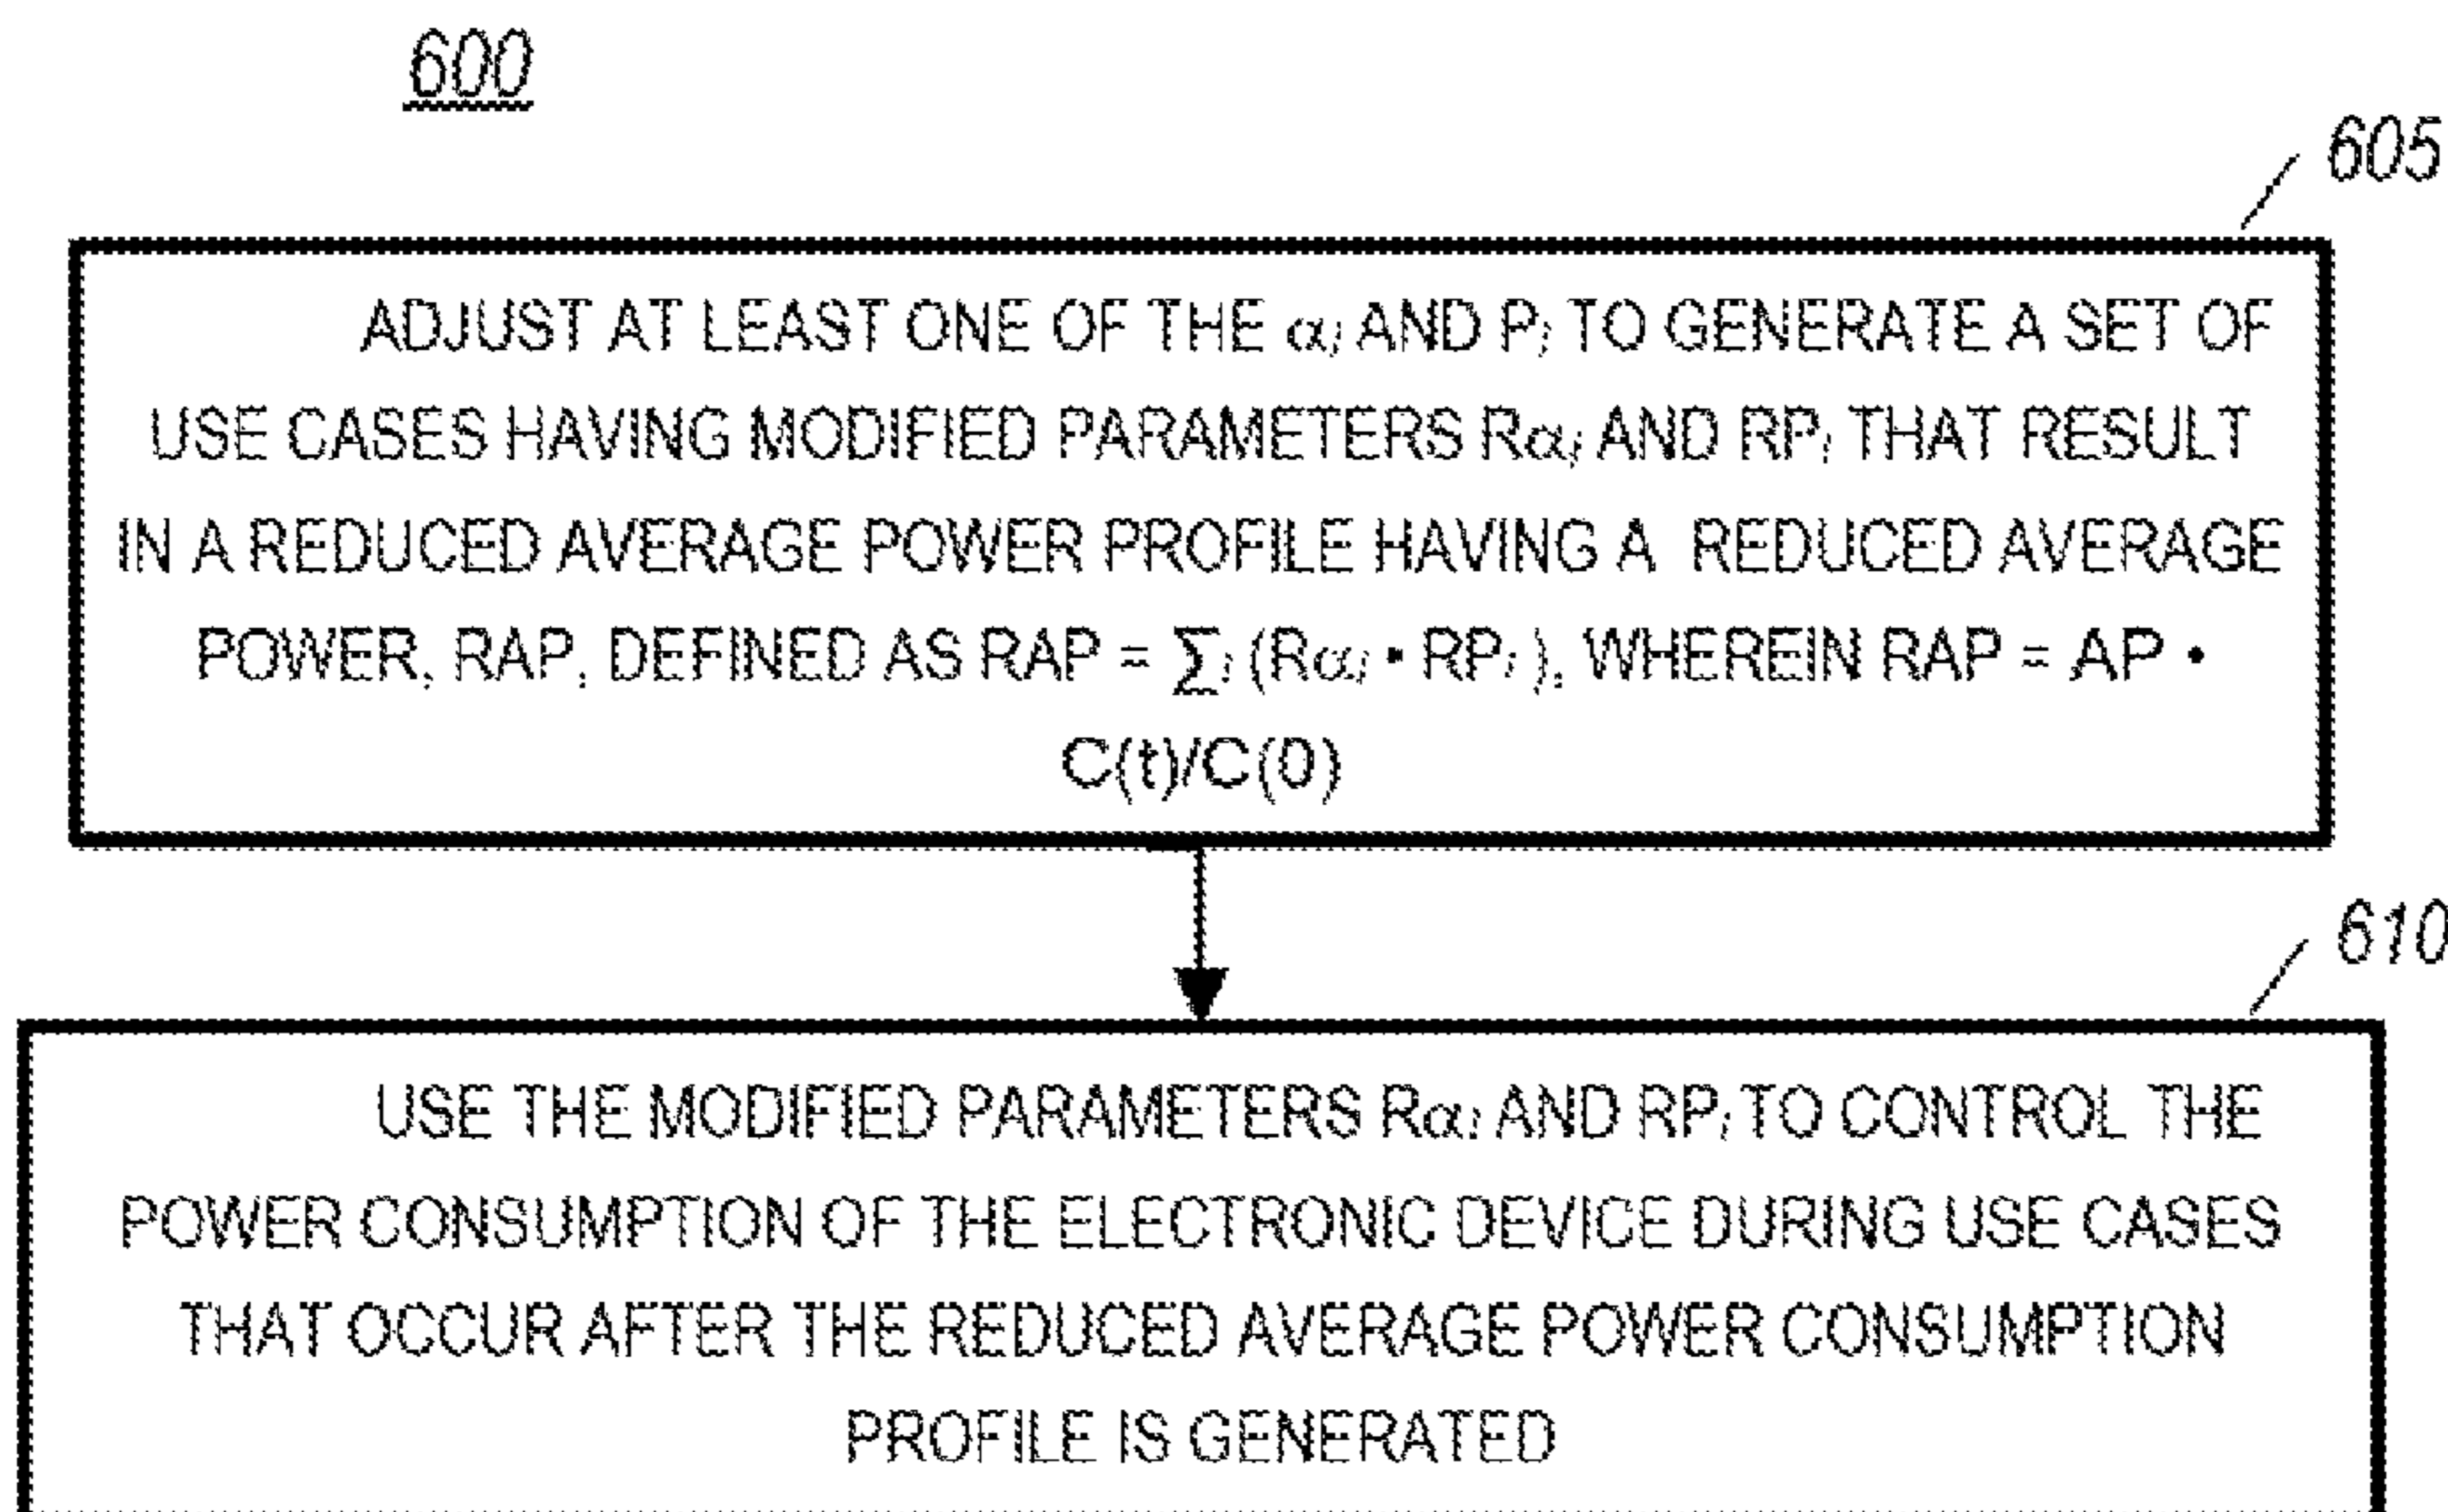 600
605
ADJUST AT LEAST ONE OF THE αᵢ AND Pᵢ TO GENERATE A SET OF
USE CASES HAVING MODIFIED PARAMETERS Rαᵢ AND RPᵢ THAT RESULT
IN A REDUCED AVERAGE POWER PROFILE HAVING A REDUCED AVERAGE
POWER, RAP, DEFINED AS RAP = ∑ᵢ (Rαᵢ • RPᵢ), WHEREIN RAP = AP •
C(t)/C(0)
610
USE THE MODIFIED PARAMETERS Rαᵢ AND RPᵢ TO CONTROL THE
POWER CONSUMPTION OF THE ELECTRONIC DEVICE DURING USE CASES
THAT OCCUR AFTER THE REDUCED AVERAGE POWER CONSUMPTION
PROFILE IS GENERATED